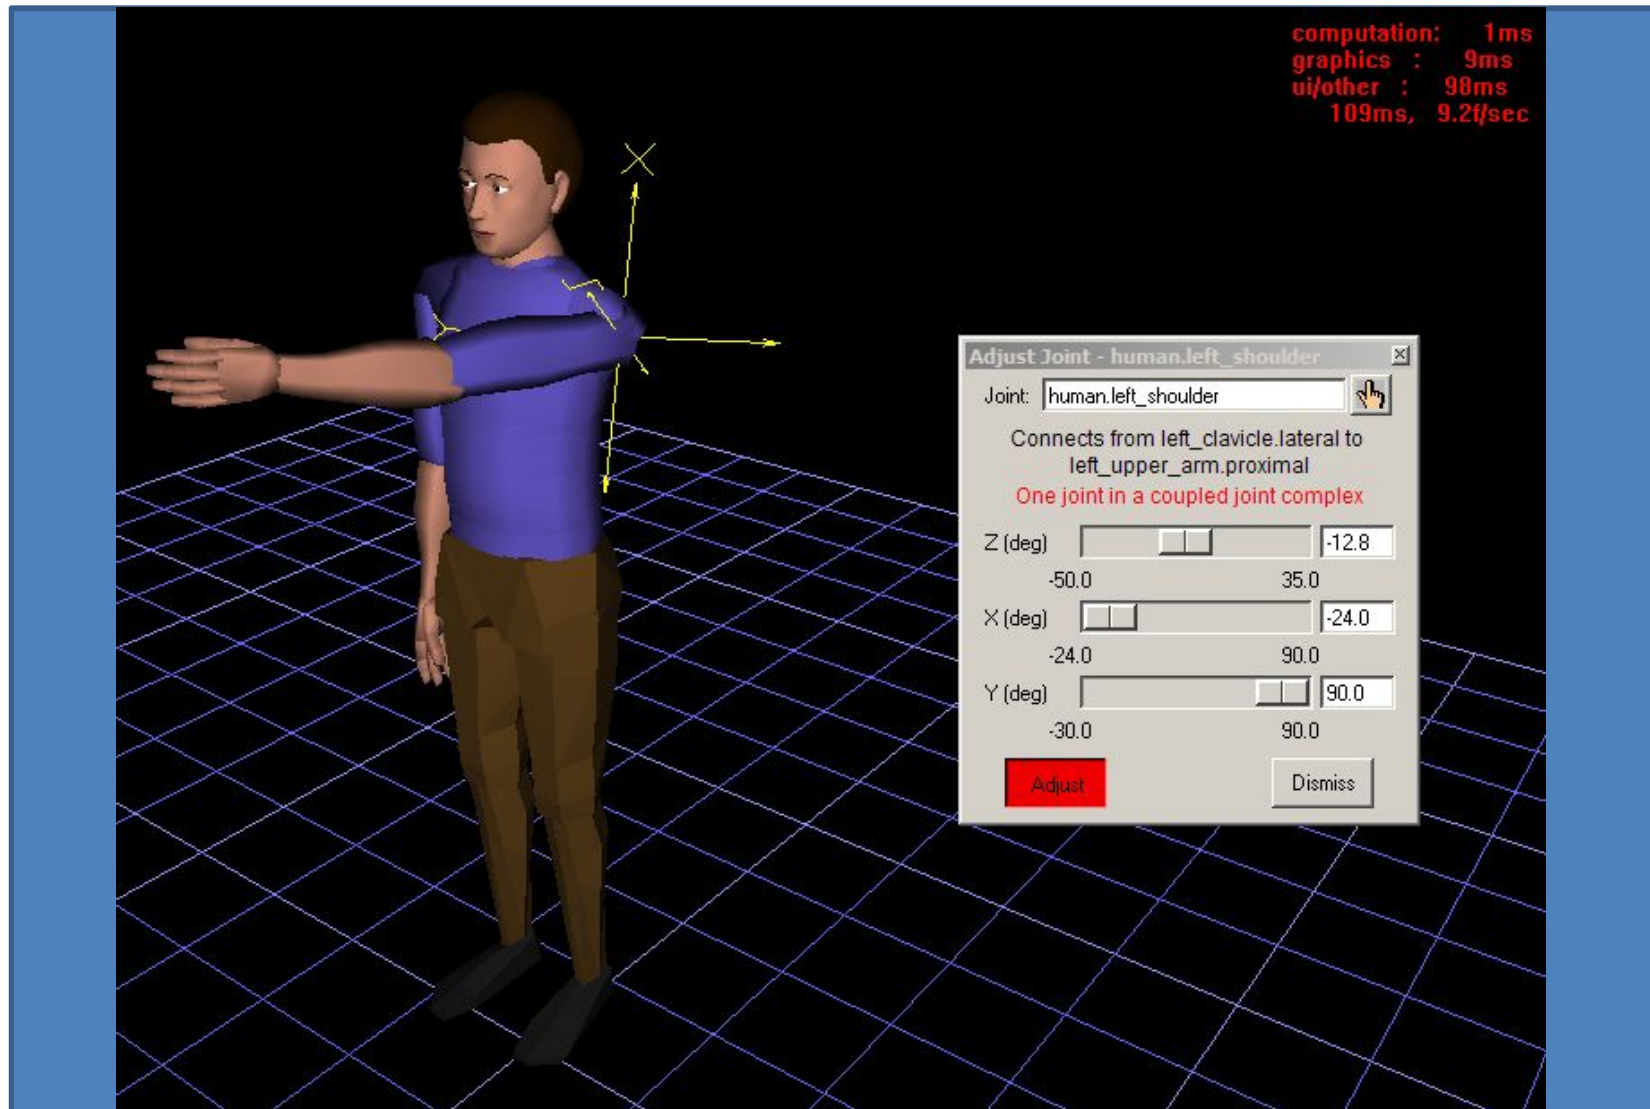 computation: 1ms
graphics : 9ms
ui/other : 98ms
109ms, 9.2f/sec
X
Y
Z
Adjust Joint - human.left_shoulder
Joint: human.left_shoulder
Connects from left_clavicle.lateral to
left_upper_arm.proximal
One joint in a coupled joint complex
Z (deg) -12.8
-50.0 35.0
X (deg) -24.0
-24.0 90.0
Y (deg) 90.0
-30.0 90.0
Adjust Dismiss